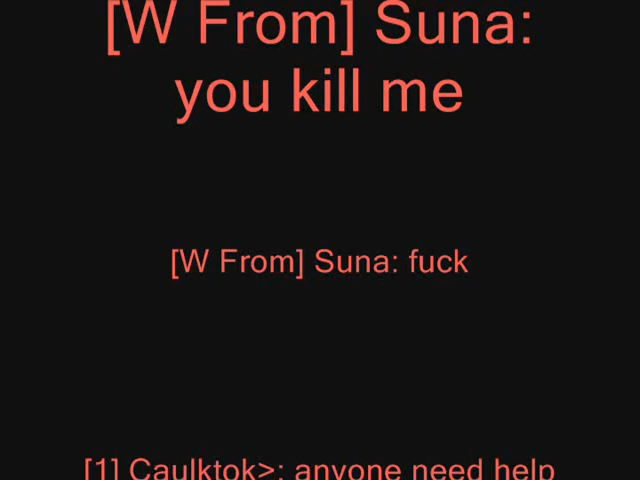 [W From] Suna:
you kill me
[W From] Suna: fuck
[1] Caulktok>: anyone need help